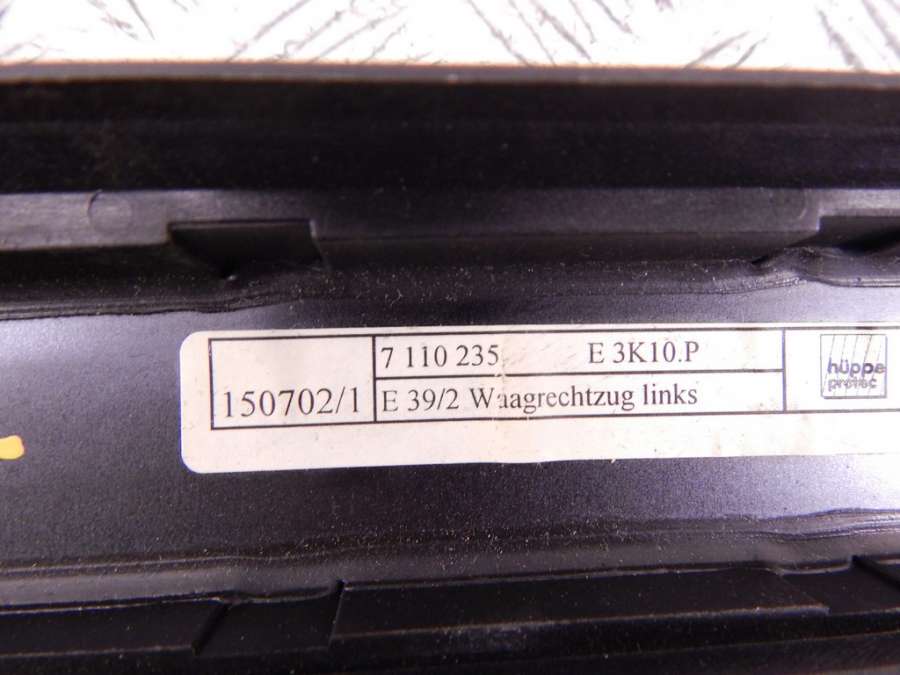 150702/1
7 110 235 E 3K10.P
E 39/2 Waagrechtzug links
hüppe
protec